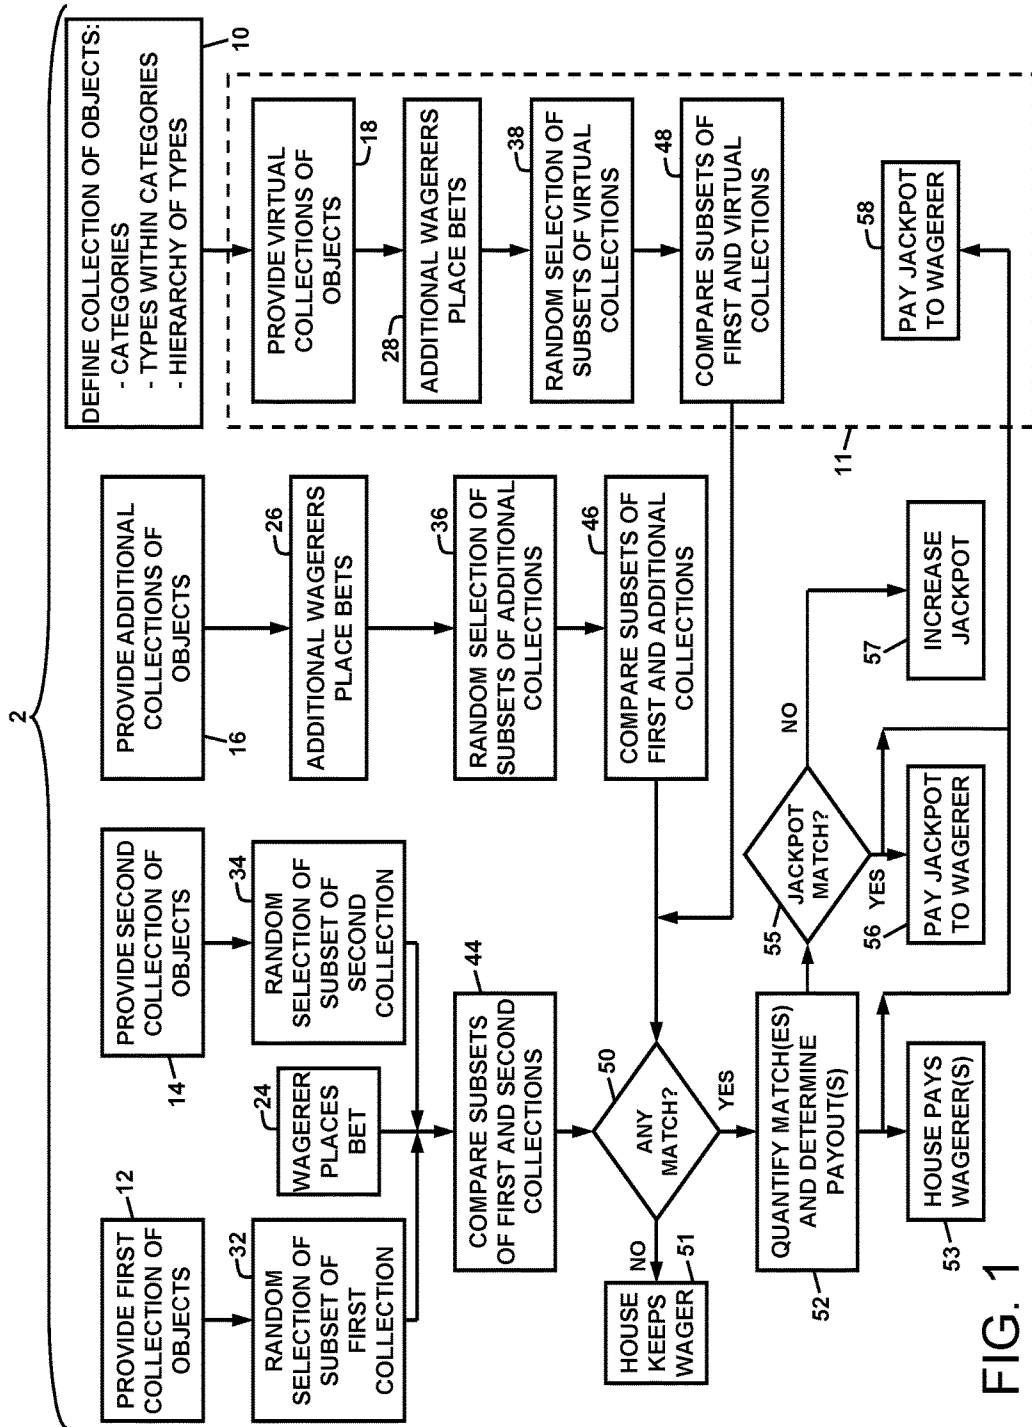 2
DEFINE COLLECTION OF OBJECTS:
- CATEGORIES
- TYPES WITHIN CATEGORIES
- HIERARCHY OF TYPES
10
PROVIDE FIRST
COLLECTION OF
OBJECTS
12
PROVIDE SECOND
COLLECTION OF
OBJECTS
14
PROVIDE ADDITIONAL
COLLECTIONS OF
OBJECTS
16
PROVIDE VIRTUAL
COLLECTIONS OF
OBJECTS
18
RANDOM
SELECTION OF
SUBSET OF
FIRST
COLLECTION
32
WAGERER
PLACES
BET
24
RANDOM
SELECTION OF
SUBSET OF
SECOND
COLLECTION
34
ADDITIONAL WAGERERS
PLACE BETS
26
ADDITIONAL WAGERERS
PLACE BETS
28
RANDOM SELECTION OF
SUBSETS OF ADDITIONAL
COLLECTIONS
36
RANDOM SELECTION OF
SUBSETS OF VIRTUAL
COLLECTIONS
38
COMPARE SUBSETS
OF FIRST AND SECOND
COLLECTIONS
44
COMPARE SUBSETS OF
FIRST AND ADDITIONAL
COLLECTIONS
46
COMPARE SUBSETS OF
FIRST AND VIRTUAL
COLLECTIONS
48
ANY
MATCH?
50
NO
YES
HOUSE
KEEPS
WAGER
51
QUANTIFY MATCH(ES)
AND DETERMINE
PAYOUT(S)
52
JACKPOT
MATCH?
55
NO
YES
11
HOUSE PAYS
WAGERER(S)
53
PAY JACKPOT
TO WAGERER
56
INCREASE
JACKPOT
57
PAY JACKPOT
TO WAGERER
58
FIG. 1